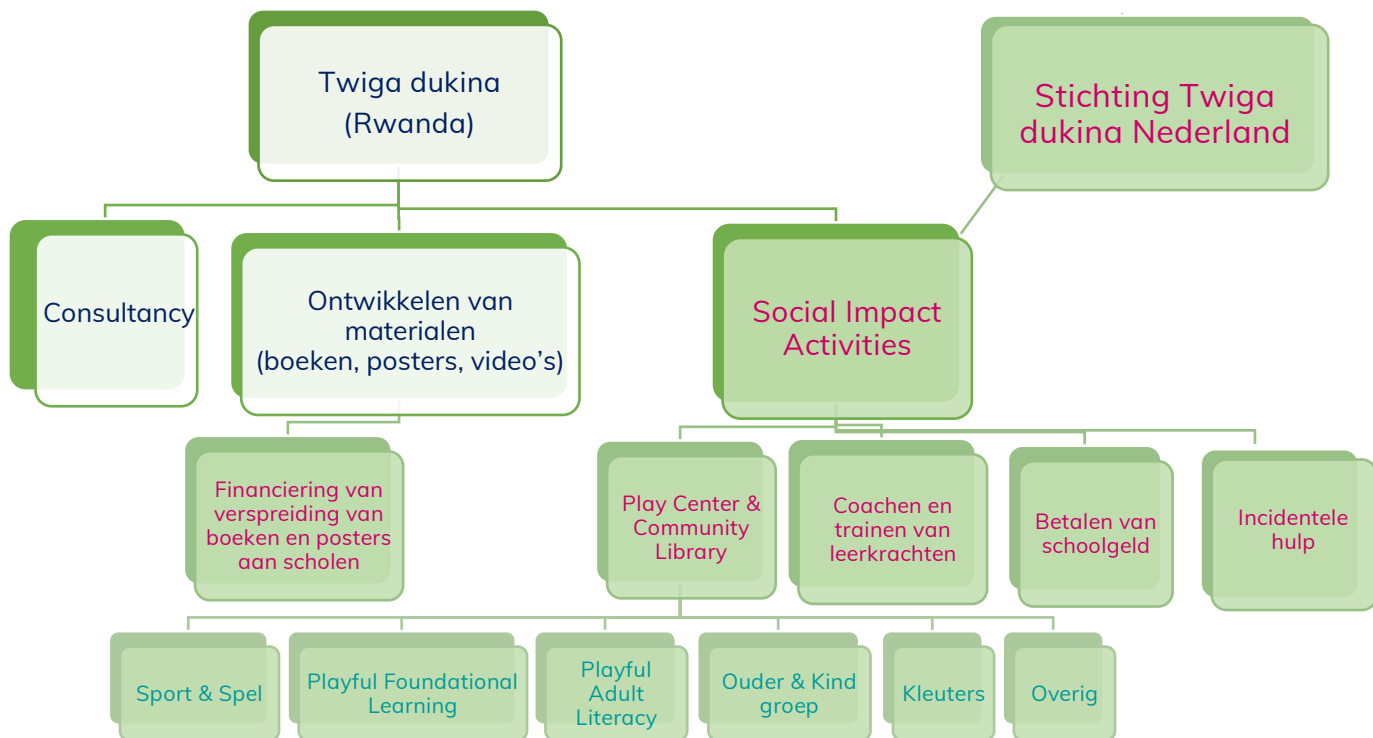 Twiga dukina
(Rwanda)
Stichting Twiga
dukina Nederland
Consultancy
Ontwikkelen van
materialen
(boeken, posters, video’s)
Social Impact
Activities
Financiering van
verspreiding van
boeken en posters
aan scholen
Play Center &
Community
Library
Coachen en
trainen van
leerkrachten
Betalen van
schoolgeld
Incidentele
hulp
Sport & Spel
Playful Foundational
Learning
Playful
Adult
Literacy
Ouder & Kind
groep
Kleuters
Overig